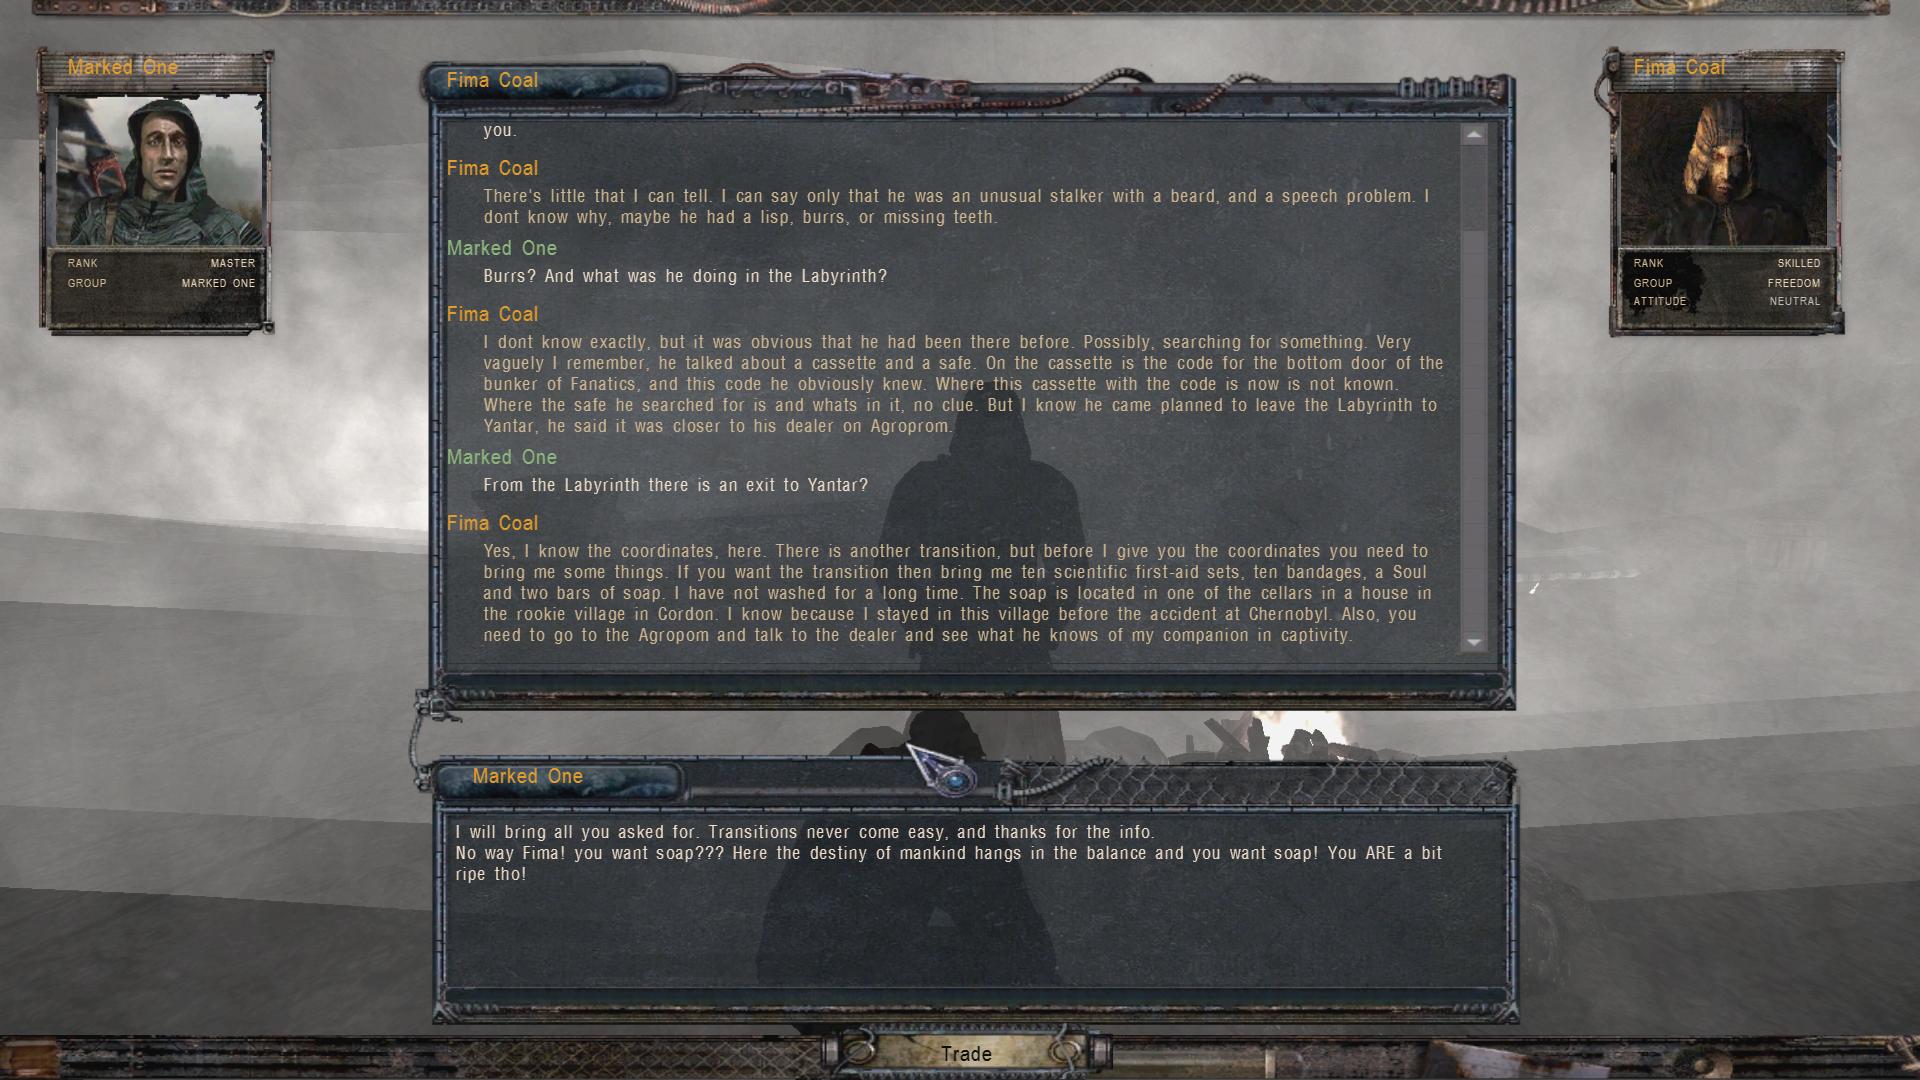 Marked One
RANK MASTER
GROUP MARKED ONE
Fima Coal
RANK SKILLED
GROUP FREEDOM
ATTITUDE NEUTRAL
Fima Coal
you.
Fima Coal
There's little that I can tell. I can say only that he was an unusual stalker with a beard, and a speech problem. I
dont know why, maybe he had a lisp, burrs, or missing teeth.
Marked One
Burrs? And what was he doing in the Labyrinth?
Fima Coal
I dont know exactly, but it was obvious that he had been there before. Possibly, searching for something. Very
vaguely I remember, he talked about a cassette and a safe. On the cassette is the code for the bottom door of the
bunker of Fanatics, and this code he obviously knew. Where this cassette with the code is now is not known.
Where the safe he searched for is and whats in it, no clue. But I know he came planned to leave the Labyrinth to
Yantar, he said it was closer to his dealer on Agroprom.
Marked One
From the Labyrinth there is an exit to Yantar?
Fima Coal
Yes, I know the coordinates, here. There is another transition, but before I give you the coordinates you need to
bring me some things. If you want the transition then bring me ten scientific first-aid sets, ten bandages, a Soul
and two bars of soap. I have not washed for a long time. The soap is located in one of the cellars in a house in
the rookie village in Cordon. I know because I stayed in this village before the accident at Chernobyl. Also, you
need to go to the Agropom and talk to the dealer and see what he knows of my companion in captivity.
Marked One
I will bring all you asked for. Transitions never come easy, and thanks for the info.
No way Fima! you want soap??? Here the destiny of mankind hangs in the balance and you want soap! You ARE a bit
ripe tho!
Trade